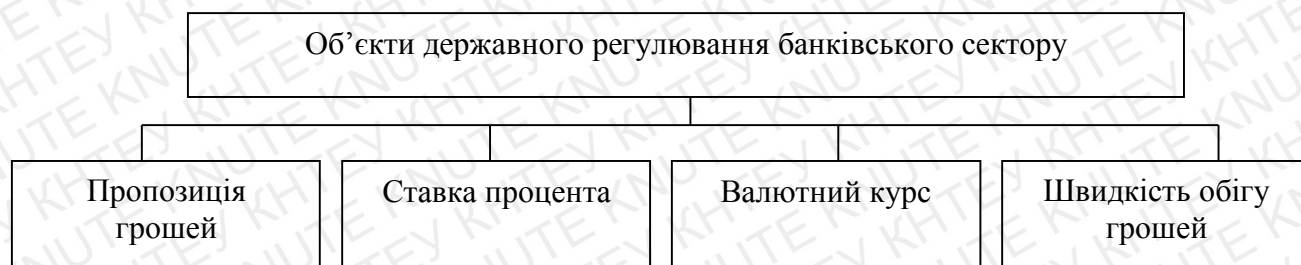 Об’єкти державного регулювання банківського сектору
Пропозиція
грошей
Ставка процента
Валютний курс
Швидкість обігу
грошей